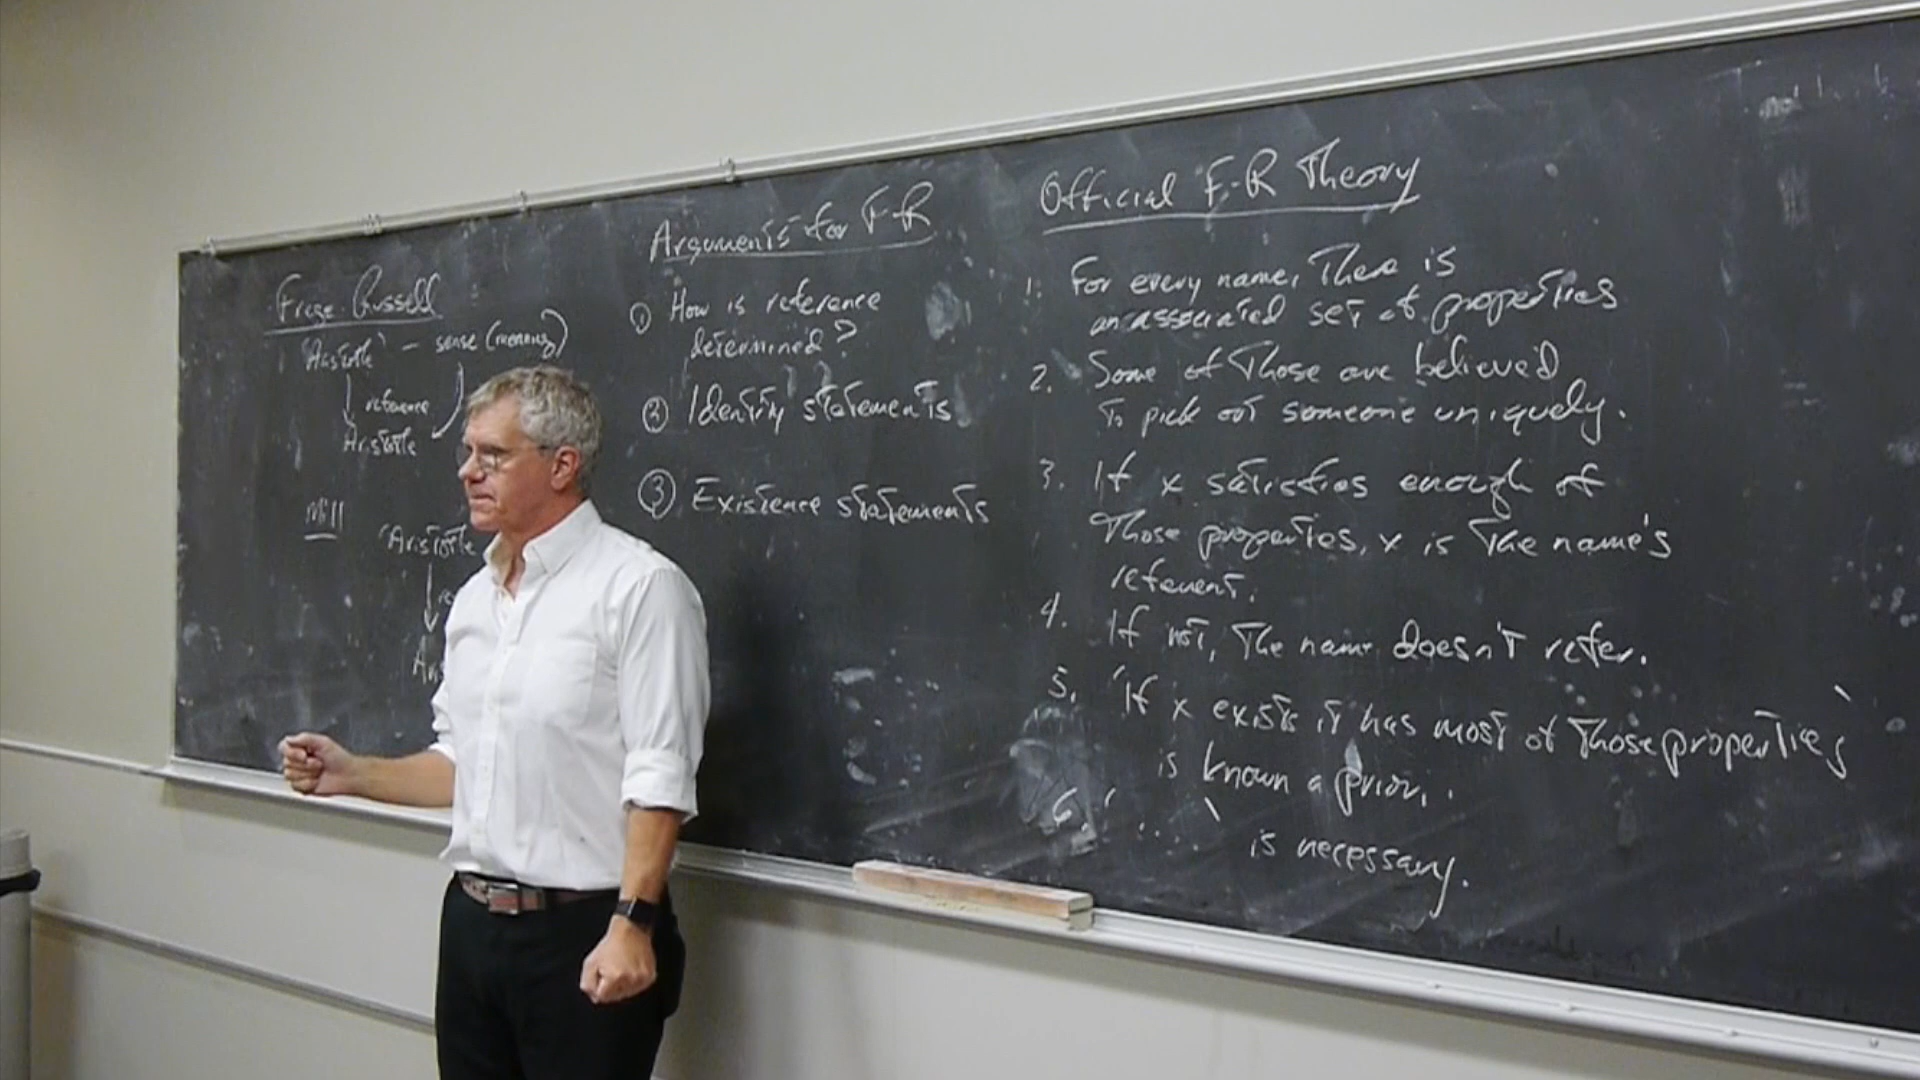 Frege-Russell
'Aristotle' – sense (meaning)
reference
Aristotle
Mill
'Aristotle
Arguments for F-R
① How is reference
determined?
② Identity statements
③ Existence statements
Official F-R Theory
1. For every name, There is
an associated set of properties
2. Some of Those are believed
To pick out someone uniquely.
3. If x satisfies enough of
Those properties, x is The name's
referent.
4. If not, The name doesn't refer.
5. 'If x exists it has most of Those properties'
is known a priori.
6. ' ... '
is necessary.